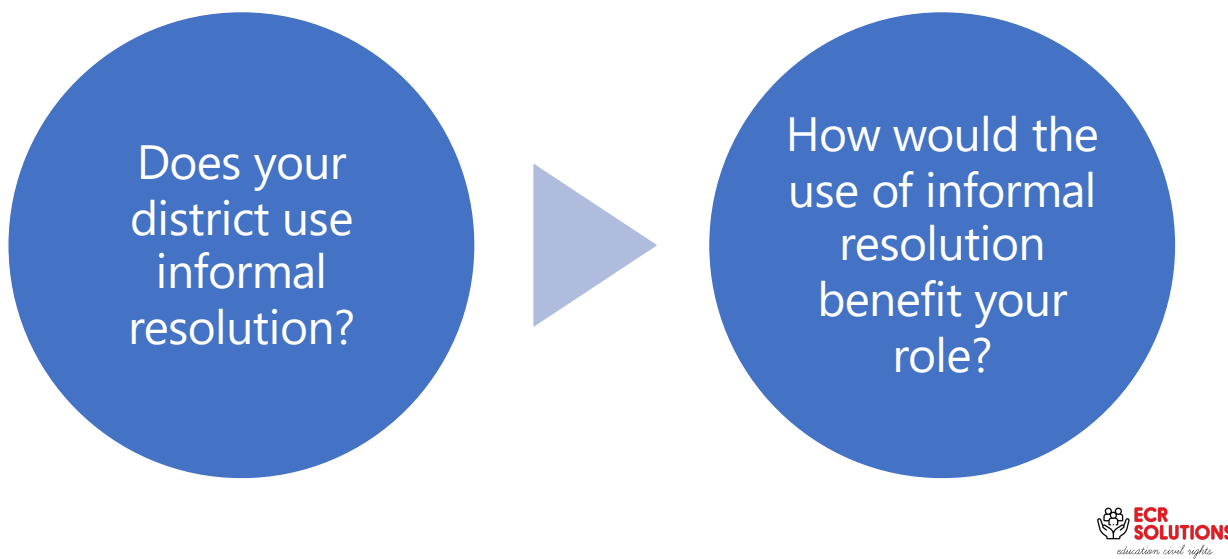 Does your
district use
informal
resolution?
How would the
use of informal
resolution
benefit your
role?
ECR
SOLUTIONS
education civil rights